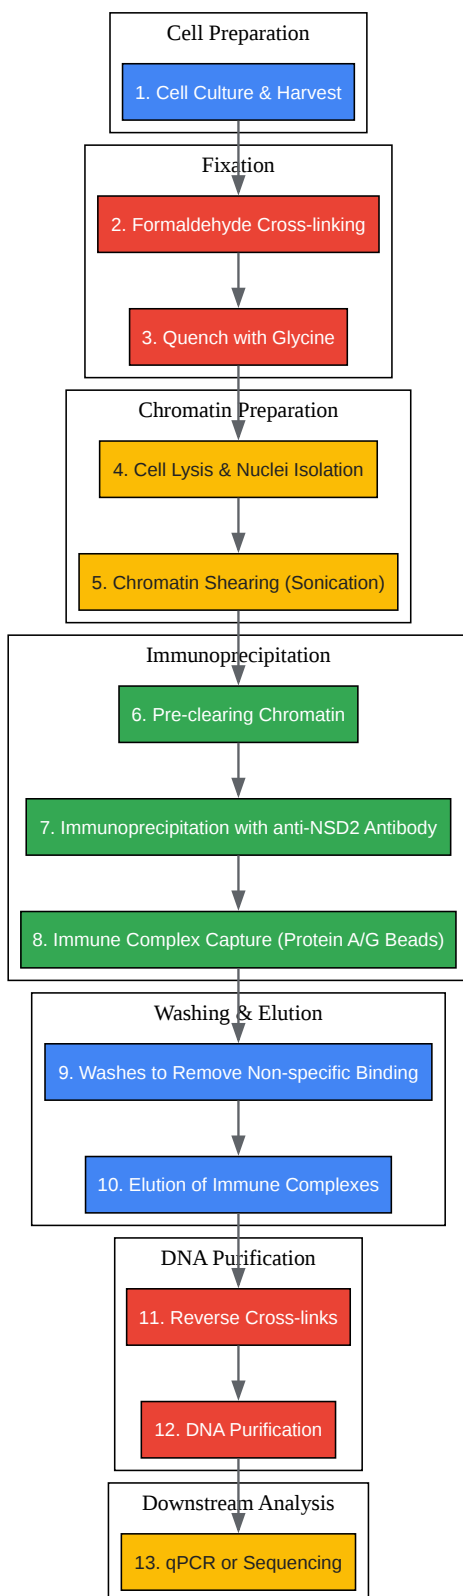 Cell Preparation
1. Cell Culture & Harvest
Fixation
2. Formaldehyde Cross-linking
3. Quench with Glycine
Chromatin Preparation
4. Cell Lysis & Nuclei Isolation
5. Chromatin Shearing (Sonication)
Immunoprecipitation
6. Pre-clearing Chromatin
7. Immunoprecipitation with anti-NSD2 Antibody
8. Immune Complex Capture (Protein A/G Beads)
Washing & Elution
9. Washes to Remove Non-specific Binding
10. Elution of Immune Complexes
DNA Purification
11. Reverse Cross-links
12. DNA Purification
Downstream Analysis
13. qPCR or Sequencing